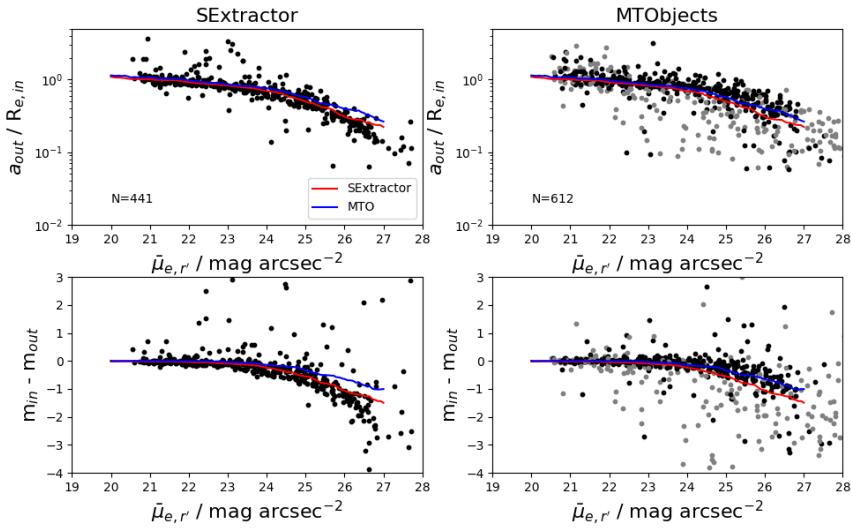 SExtractor
MTObjects
a_out / R_e,in
10^0
10^-1
10^-2
N=441
SExtractor
MTO
19 20 21 22 23 24 25 26 27 28
μ̄_e,r′ / mag arcsec^-2
a_out / R_e,in
10^0
10^-1
10^-2
N=612
19 20 21 22 23 24 25 26 27 28
μ̄_e,r′ / mag arcsec^-2
m_in - m_out
3
2
1
0
−1
−2
−3
−4
19 20 21 22 23 24 25 26 27 28
μ̄_e,r′ / mag arcsec^-2
m_in - m_out
3
2
1
0
−1
−2
−3
−4
19 20 21 22 23 24 25 26 27 28
μ̄_e,r′ / mag arcsec^-2